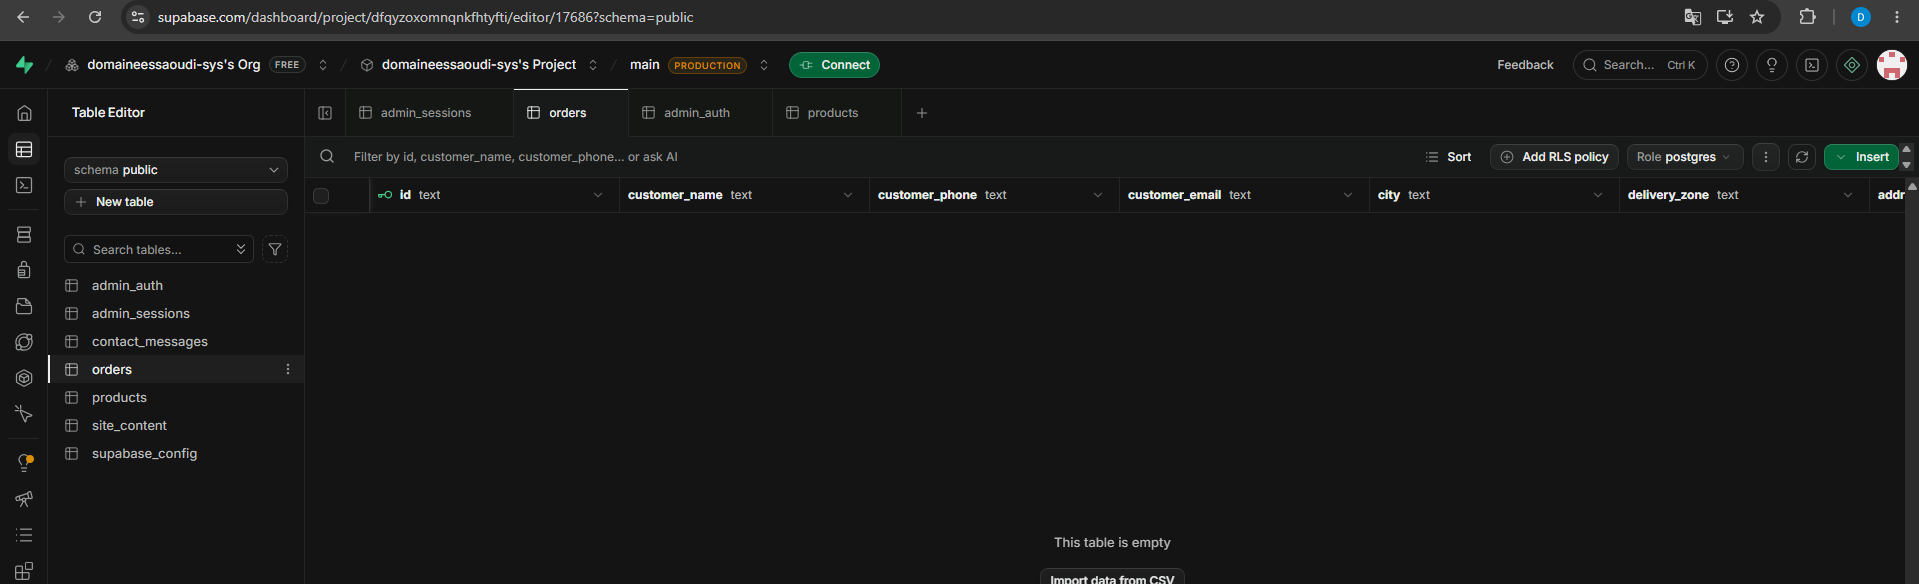 supabase.com/dashboard/project/dfqyzoxomnqnkfhtyfti/editor/17686?schema=public
D
domaineessaoudi-sys's Org FREE
domaineessaoudi-sys's Project
main PRODUCTION
Connect
Feedback
Search... Ctrl K
Table Editor
admin_sessions
orders
admin_auth
products
schema public
New table
Search tables...
admin_auth
admin_sessions
contact_messages
orders
products
site_content
supabase_config
Filter by id, customer_name, customer_phone... or ask AI
Sort
Add RLS policy
Role postgres
Insert
id text
customer_name text
customer_phone text
customer_email text
city text
delivery_zone text
addr
This table is empty
Import data from CSV